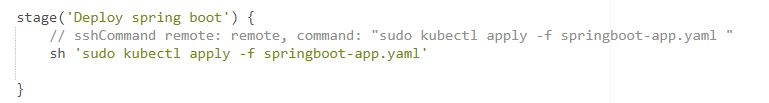 stage('Deploy spring boot') {
    // sshCommand remote: remote, command: "sudo kubectl apply -f springboot-app.yaml "
    sh 'sudo kubectl apply -f springboot-app.yaml'
}